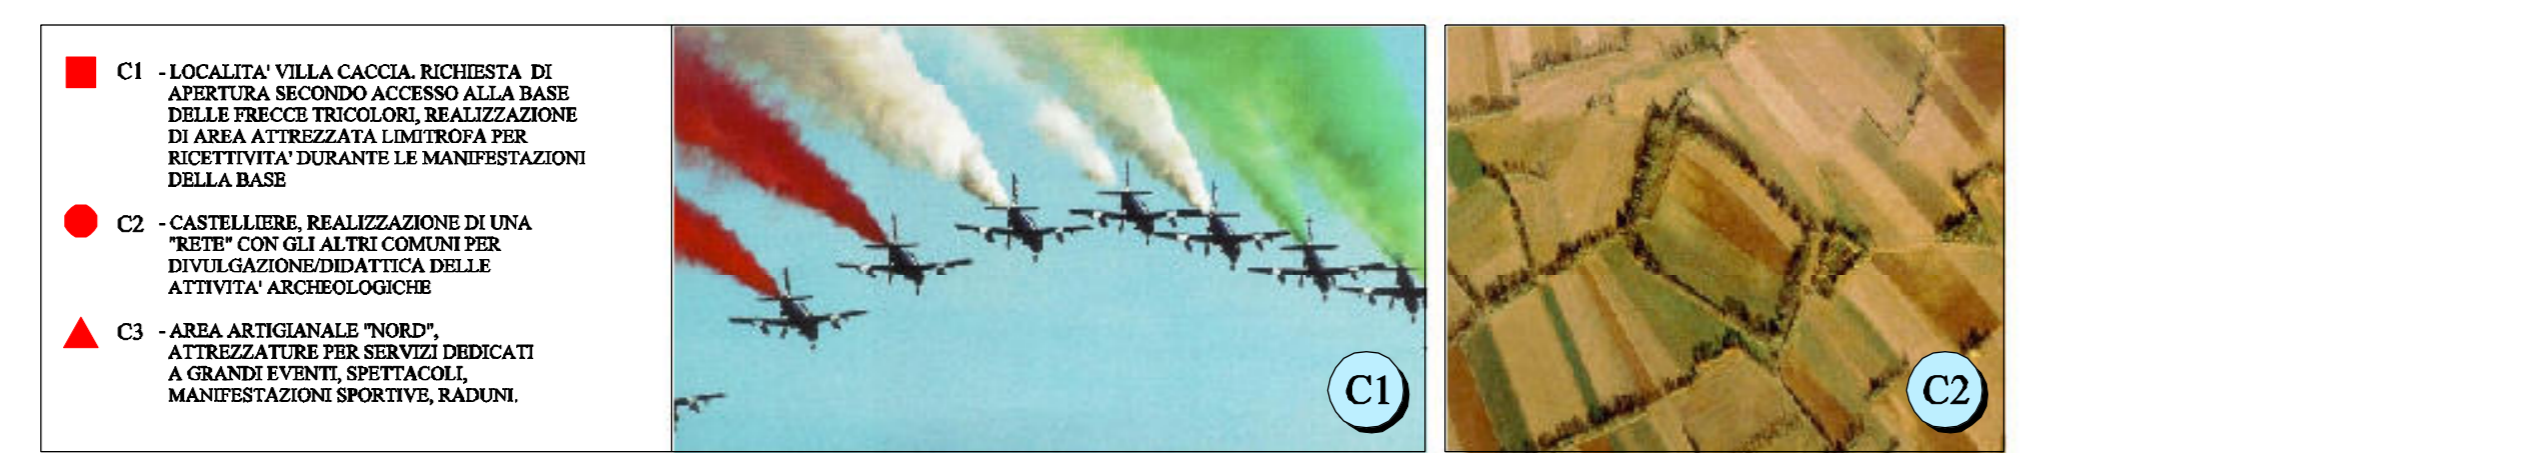 C1 - LOCALITA' VILLA CACCIA. RICHIESTA DI
APERTURA SECONDO ACCESSO ALLA BASE
DELLE FRECCE TRICOLORI, REALIZZAZIONE
DI AREA ATTREZZATA LIMITROFA PER
RICETTIVITA' DURANTE LE MANIFESTAZIONI
DELLA BASE
C2 - CASTELLIERE, REALIZZAZIONE DI UNA
"RETE" CON GLI ALTRI COMUNI PER
DIVULGAZIONE/DIDATTICA DELLE
ATTIVITA' ARCHEOLOGICHE
C3 - AREA ARTIGIANALE "NORD",
ATTREZZATURE PER SERVIZI DEDICATI
A GRANDI EVENTI, SPETTACOLI,
MANIFESTAZIONI SPORTIVE, RADUNI.
C1
C2